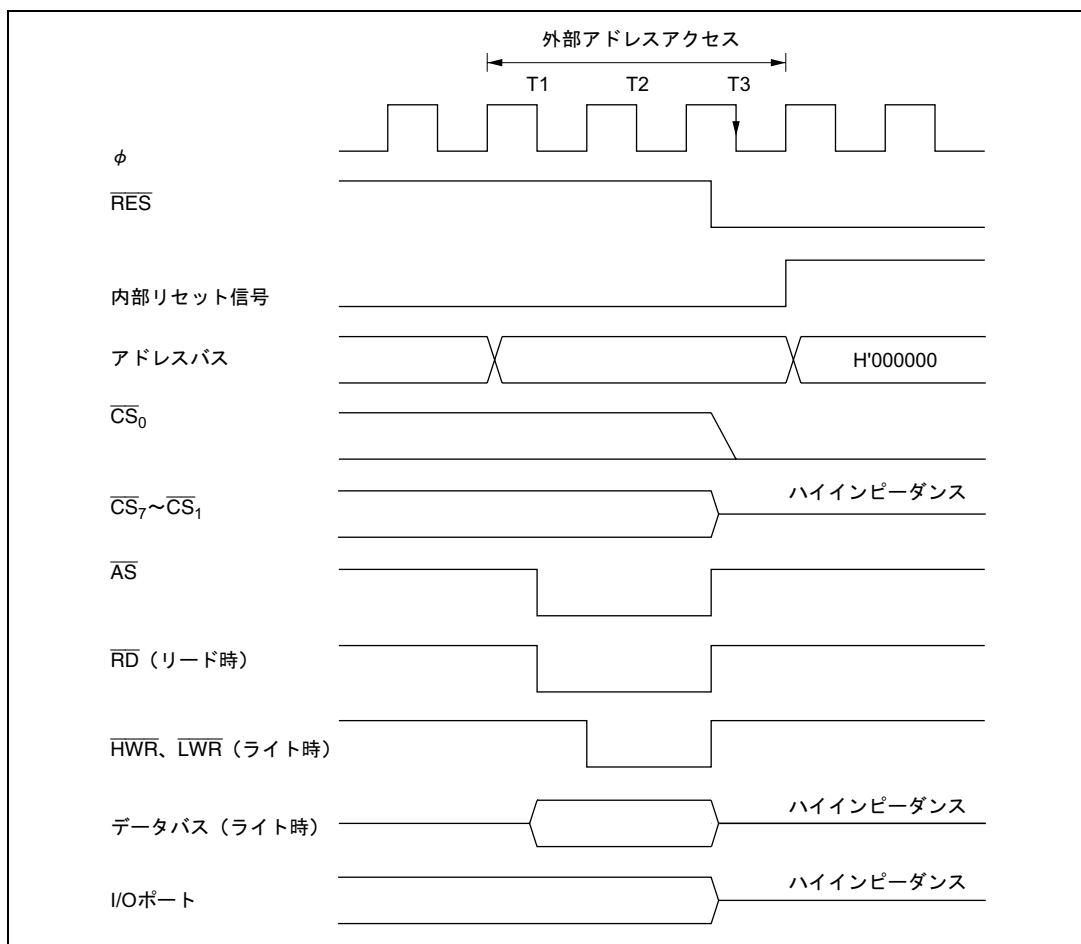 外部アドレスアクセス
T1 T2 T3
φ
RES
内部リセット信号
アドレスバス H'000000
CS0
CS7～CS1 ハイインピーダンス
AS
RD（リード時）
HWR、LWR（ライト時）
データバス（ライト時） ハイインピーダンス
I/Oポート ハイインピーダンス